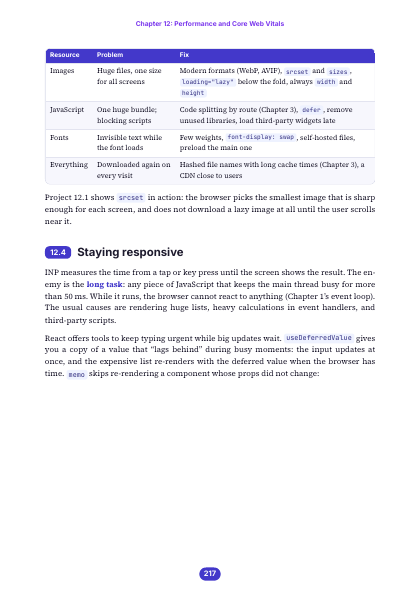 Chapter 12: Performance and Core Web Vitals
Resource Problem Fix
Images Huge files, one size Modern formats (WebP, AVIF), srcset and sizes,
for all screens loading="lazy" below the fold, always width and
height
JavaScript One huge bundle; Code splitting by route (Chapter 3), defer, remove
blocking scripts unused libraries, load third-party widgets late
Fonts Invisible text while Few weights, font-display: swap, self-hosted files,
the font loads preload the main one
Everything Downloaded again on Hashed file names with long cache times (Chapter 3), a
every visit CDN close to users
Project 12.1 shows srcset in action: the browser picks the smallest image that is sharp
enough for each screen, and does not download a lazy image at all until the user scrolls
near it.
12.4 Staying responsive
INP measures the time from a tap or key press until the screen shows the result. The en-
emy is the long task: any piece of JavaScript that keeps the main thread busy for more
than 50 ms. While it runs, the browser cannot react to anything (Chapter 1’s event loop).
The usual causes are rendering huge lists, heavy calculations in event handlers, and
third-party scripts.
React offers tools to keep typing urgent while big updates wait. useDeferredValue gives
you a copy of a value that “lags behind” during busy moments: the input updates at
once, and the expensive list re-renders with the deferred value when the browser has
time. memo skips re-rendering a component whose props did not change:
217